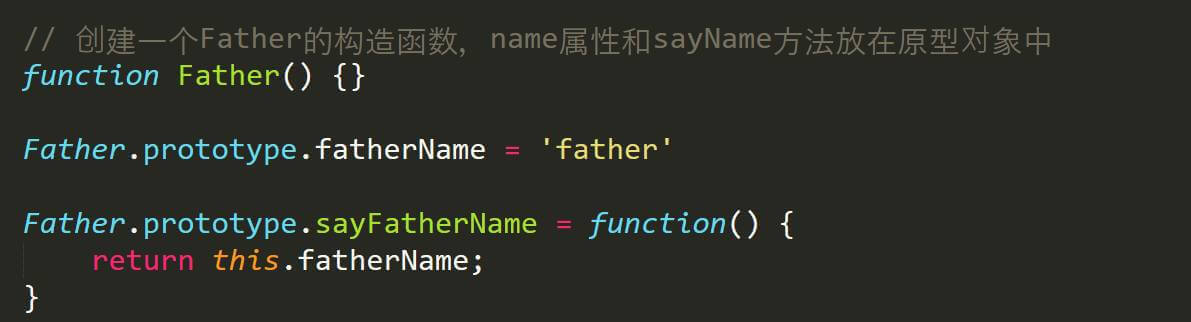 // 创建一个Father的构造函数，name属性和sayName方法放在原型对象中
function Father() {}
Father.prototype.fatherName = 'father'
Father.prototype.sayFatherName = function() {
    return this.fatherName;
}